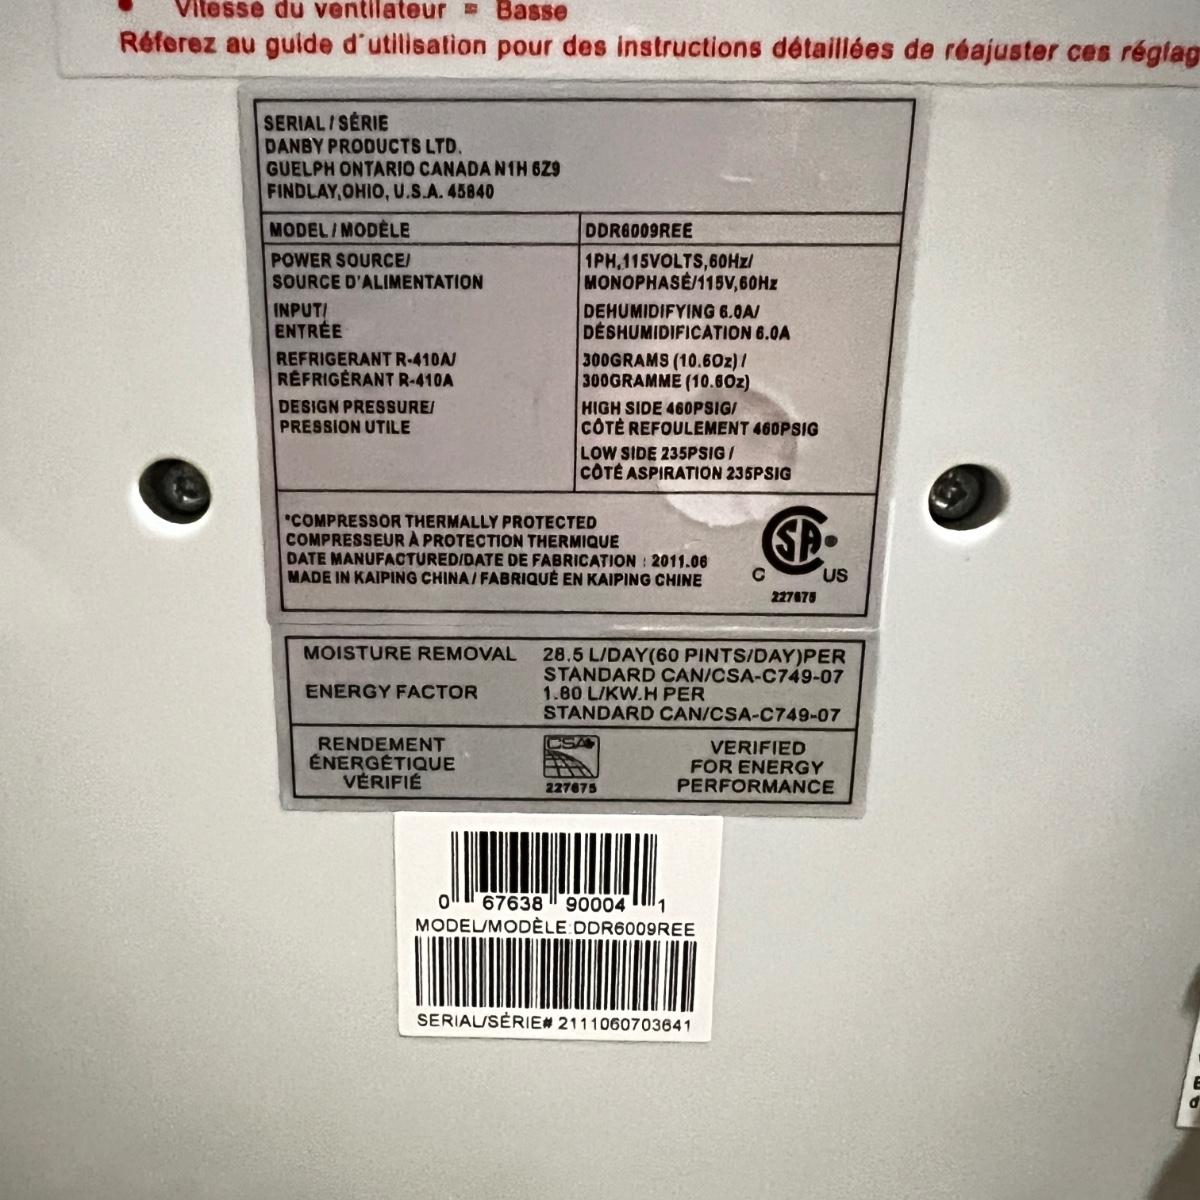 • Vitesse du ventilateur = Basse
Référez au guide d'utilisation pour des instructions détaillées de réajuster ces réglag
SERIAL / SÉRIE
DANBY PRODUCTS LTD.
GUELPH ONTARIO CANADA N1H 6Z9
FINDLAY,OHIO, U.S.A. 45840
MODEL / MODÈLE DDR6009REE
POWER SOURCE/ 1PH,115VOLTS,60Hz/
SOURCE D'ALIMENTATION MONOPHASÉ/115V,60Hz
INPUT/ DEHUMIDIFYING 6.0A/
ENTRÉE DÉSHUMIDIFICATION 6.0A
REFRIGERANT R-410A/ 300GRAMS (10.6Oz) /
RÉFRIGÉRANT R-410A 300GRAMME (10.6Oz)
DESIGN PRESSURE/ HIGH SIDE 460PSIG/
PRESSION UTILE CÔTÉ REFOULEMENT 460PSIG
LOW SIDE 235PSIG /
CÔTÉ ASPIRATION 235PSIG
*COMPRESSOR THERMALLY PROTECTED
COMPRESSEUR À PROTECTION THERMIQUE
DATE MANUFACTURED/DATE DE FABRICATION : 2011.06
MADE IN KAIPING CHINA / FABRIQUÉ EN KAIPING CHINE
CSA
C US
227675
MOISTURE REMOVAL 28.5 L/DAY(60 PINTS/DAY)PER
STANDARD CAN/CSA-C749-07
ENERGY FACTOR 1.80 L/KW.H PER
STANDARD CAN/CSA-C749-07
RENDEMENT
ÉNERGÉTIQUE
VÉRIFIÉ
CSA
227675
VERIFIED
FOR ENERGY
PERFORMANCE
0 67638 90004 1
MODEL/MODÈLE:DDR6009REE
SERIAL/SÉRIE# 2111060703641